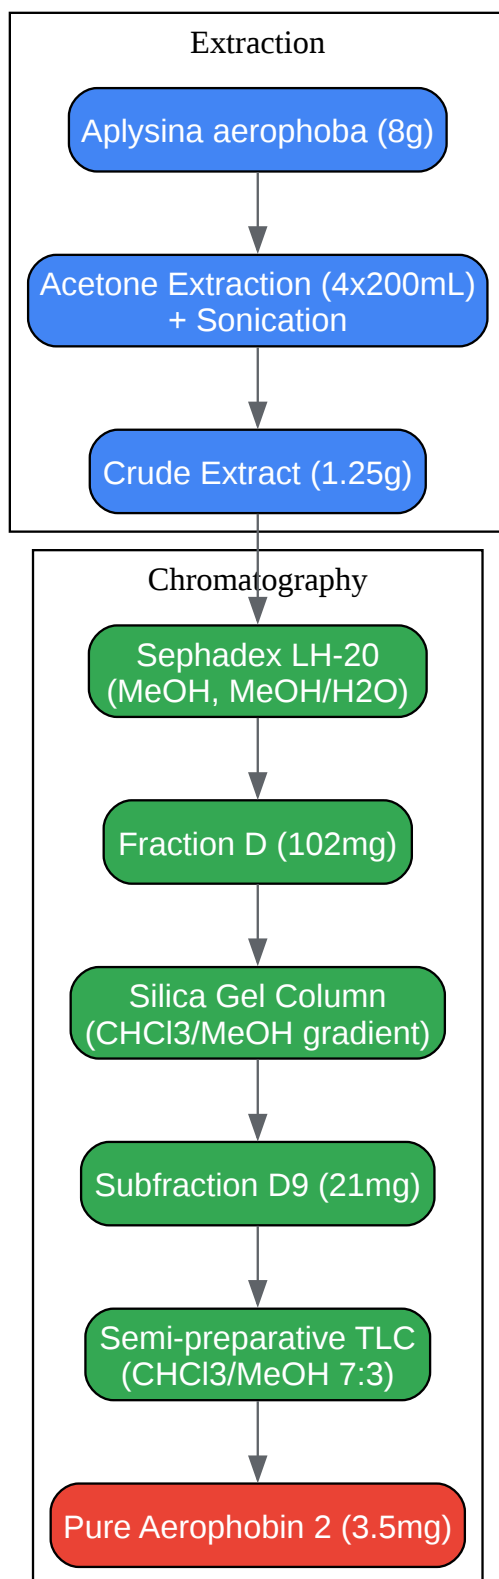 Extraction
Aplysina aerophoba (8g)
Acetone Extraction (4x200mL)
+ Sonication
Crude Extract (1.25g)
Chromatography
Sephadex LH-20
(MeOH, MeOH/H2O)
Fraction D (102mg)
Silica Gel Column
(CHCl3/MeOH gradient)
Subfraction D9 (21mg)
Semi-preparative TLC
(CHCl3/MeOH 7:3)
Pure Aerophobin 2 (3.5mg)